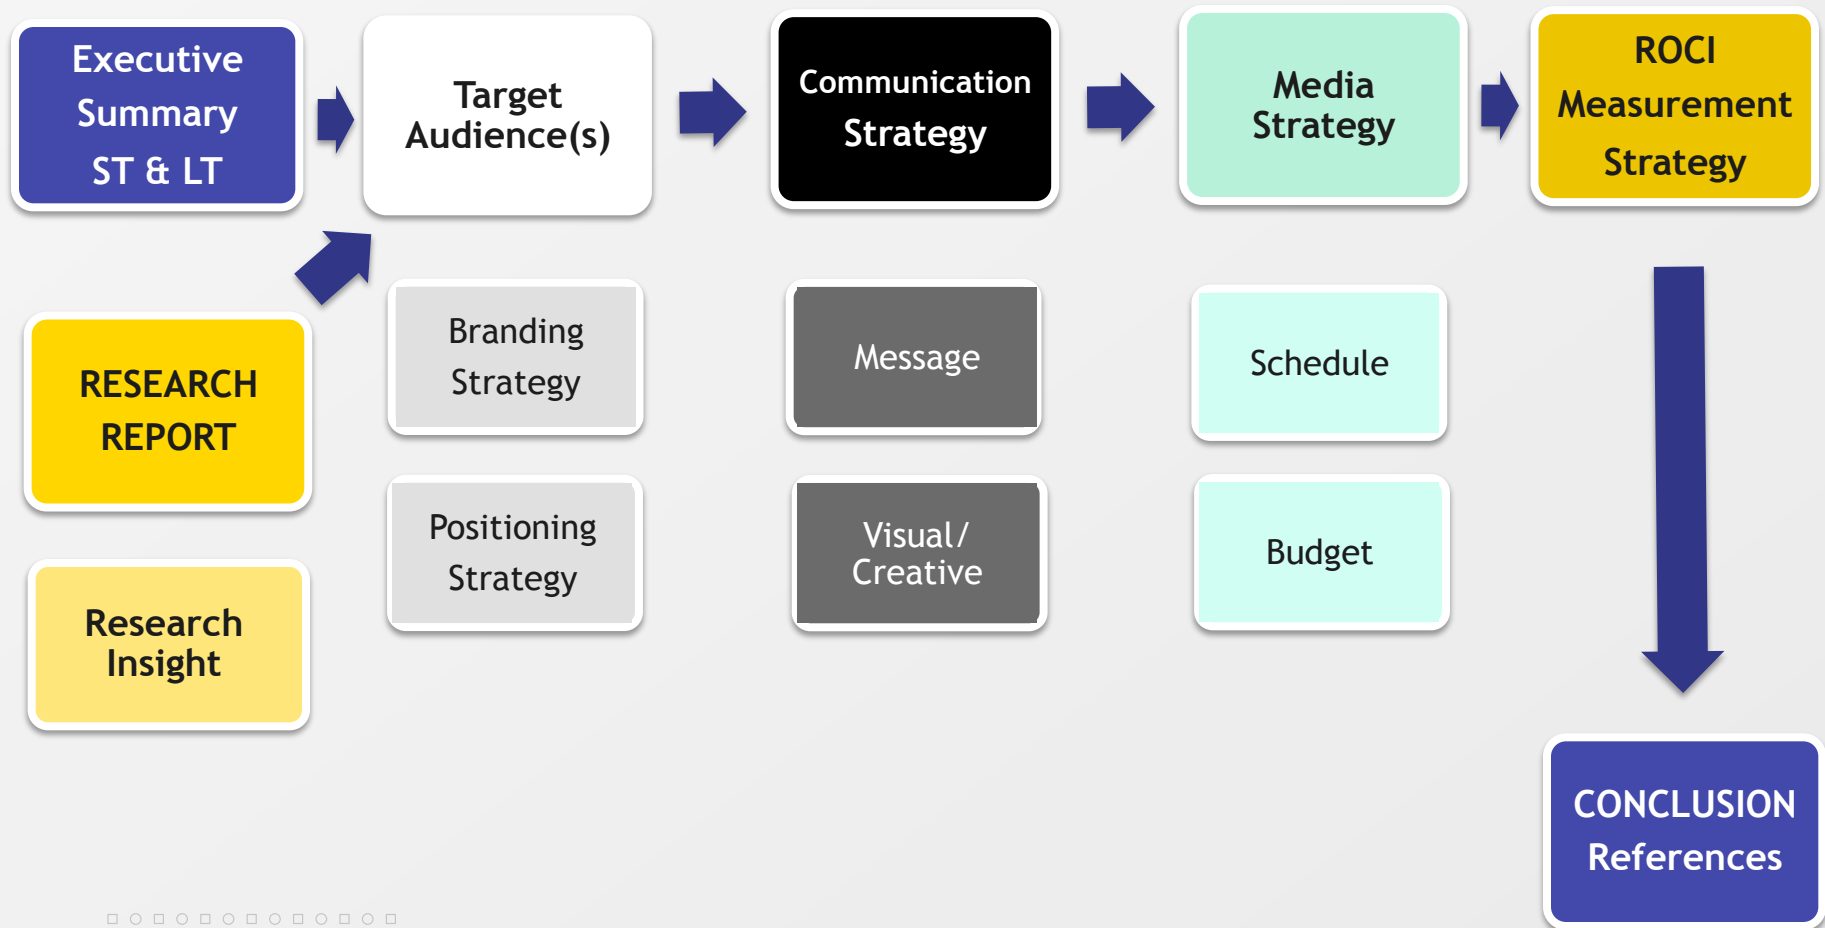 Executive
Summary
ST & LT
Target
Audience(s)
Communication
Strategy
Media
Strategy
ROCI
Measurement
Strategy
RESEARCH
REPORT
Branding
Strategy
Message
Schedule
Positioning
Strategy
Visual/
Creative
Budget
Research
Insight
CONCLUSION
References